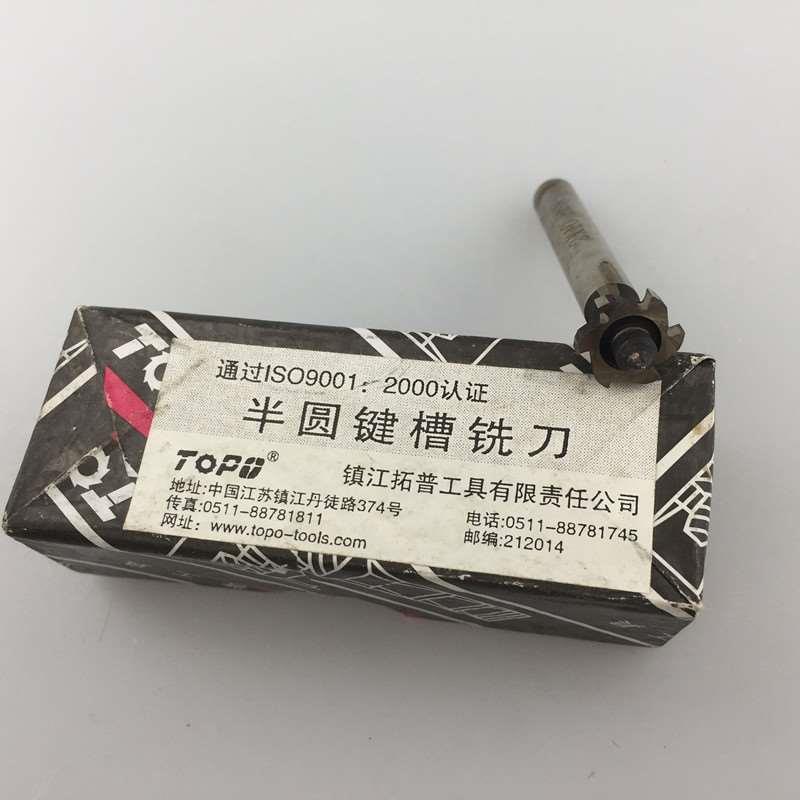 通过ISO9001：2000认证
半圆键槽铣刀
TOPO®
镇江拓普工具有限责任公司
地址:中国江苏镇江丹徒路374号
电话:0511-88781745
传真:0511-88781811
邮编:212014
网址: www.topo-tools.com